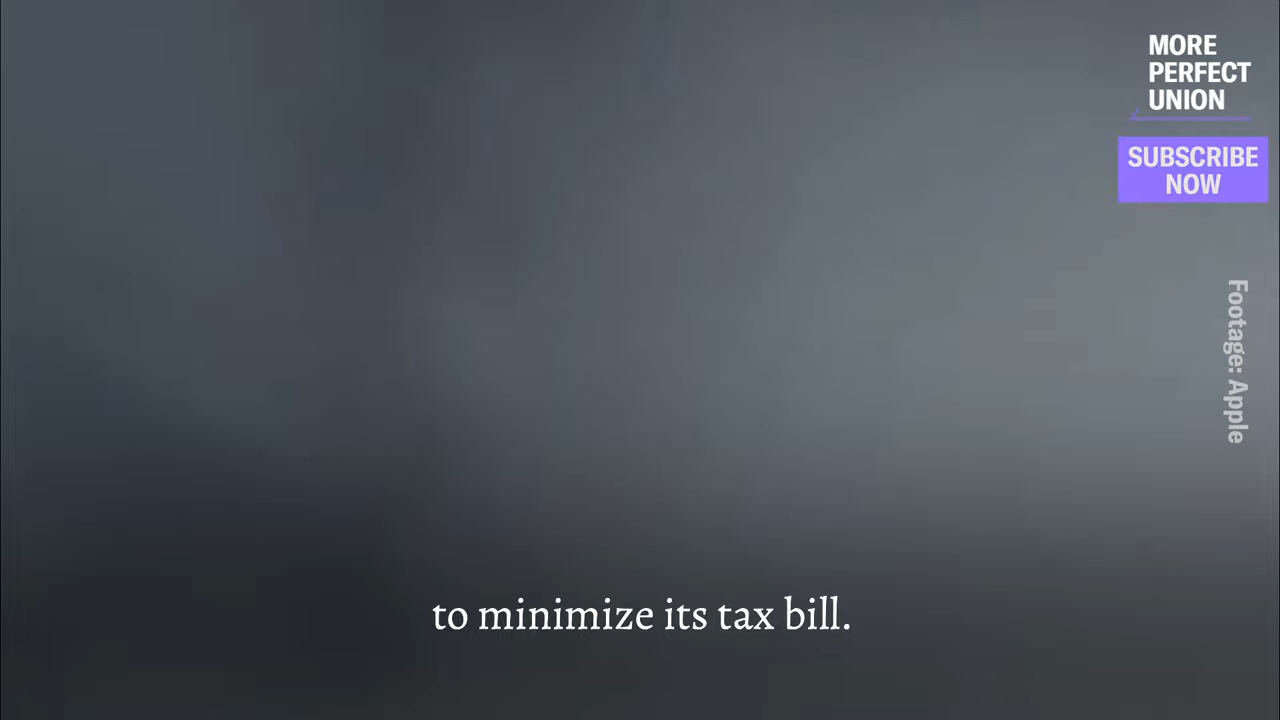 MORE
PERFECT
UNION
SUBSCRIBE
NOW
Footage: Apple
to minimize its tax bill.